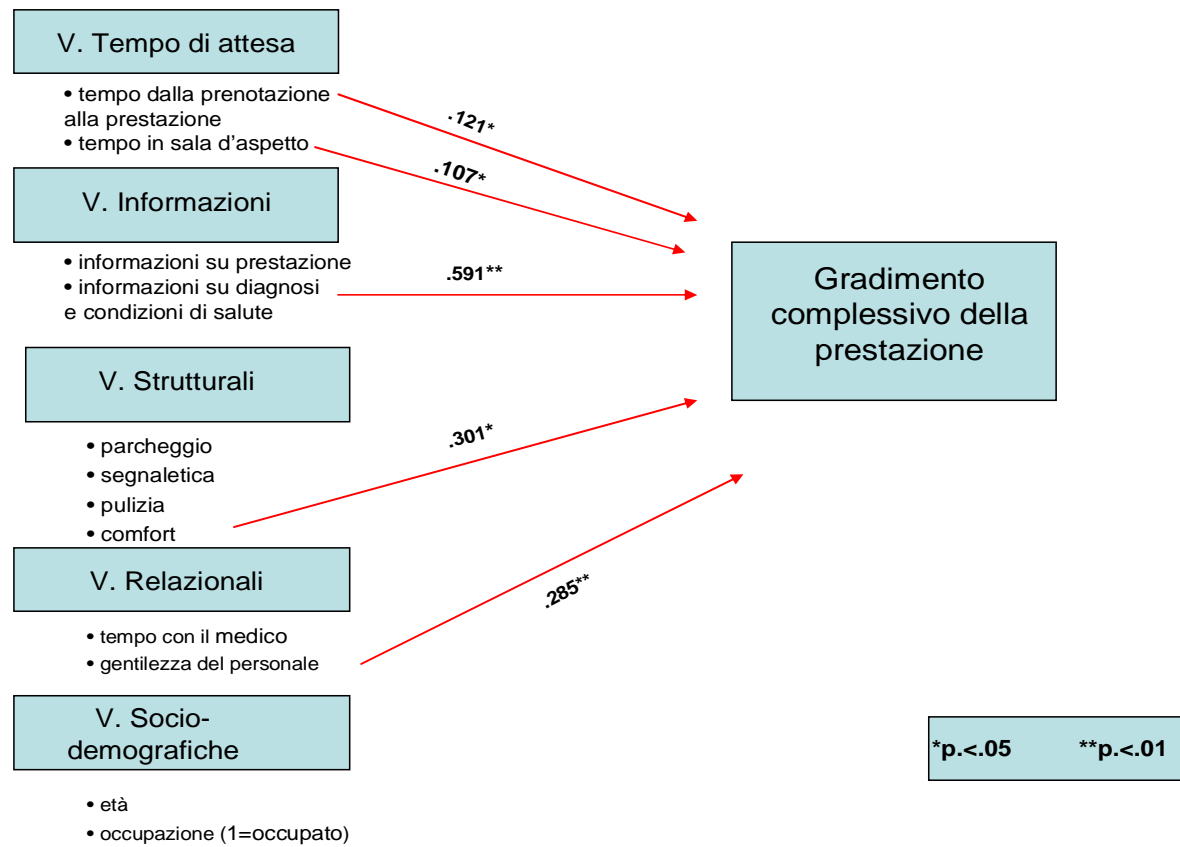 V. Tempo di attesa
• tempo dalla prenotazione
alla prestazione
• tempo in sala d'aspetto
.121*
.107*
V. Informazioni
• informazioni su prestazione
• informazioni su diagnosi
e condizioni di salute
.591**
Gradimento
complessivo della
prestazione
V. Strutturali
• parcheggio
• segnaletica
• pulizia
• comfort
.301*
V. Relazionali
• tempo con il medico
• gentilezza del personale
.285**
V. Socio-
demografiche
• età
• occupazione (1=occupato)
*p.<.05 **p.<.01